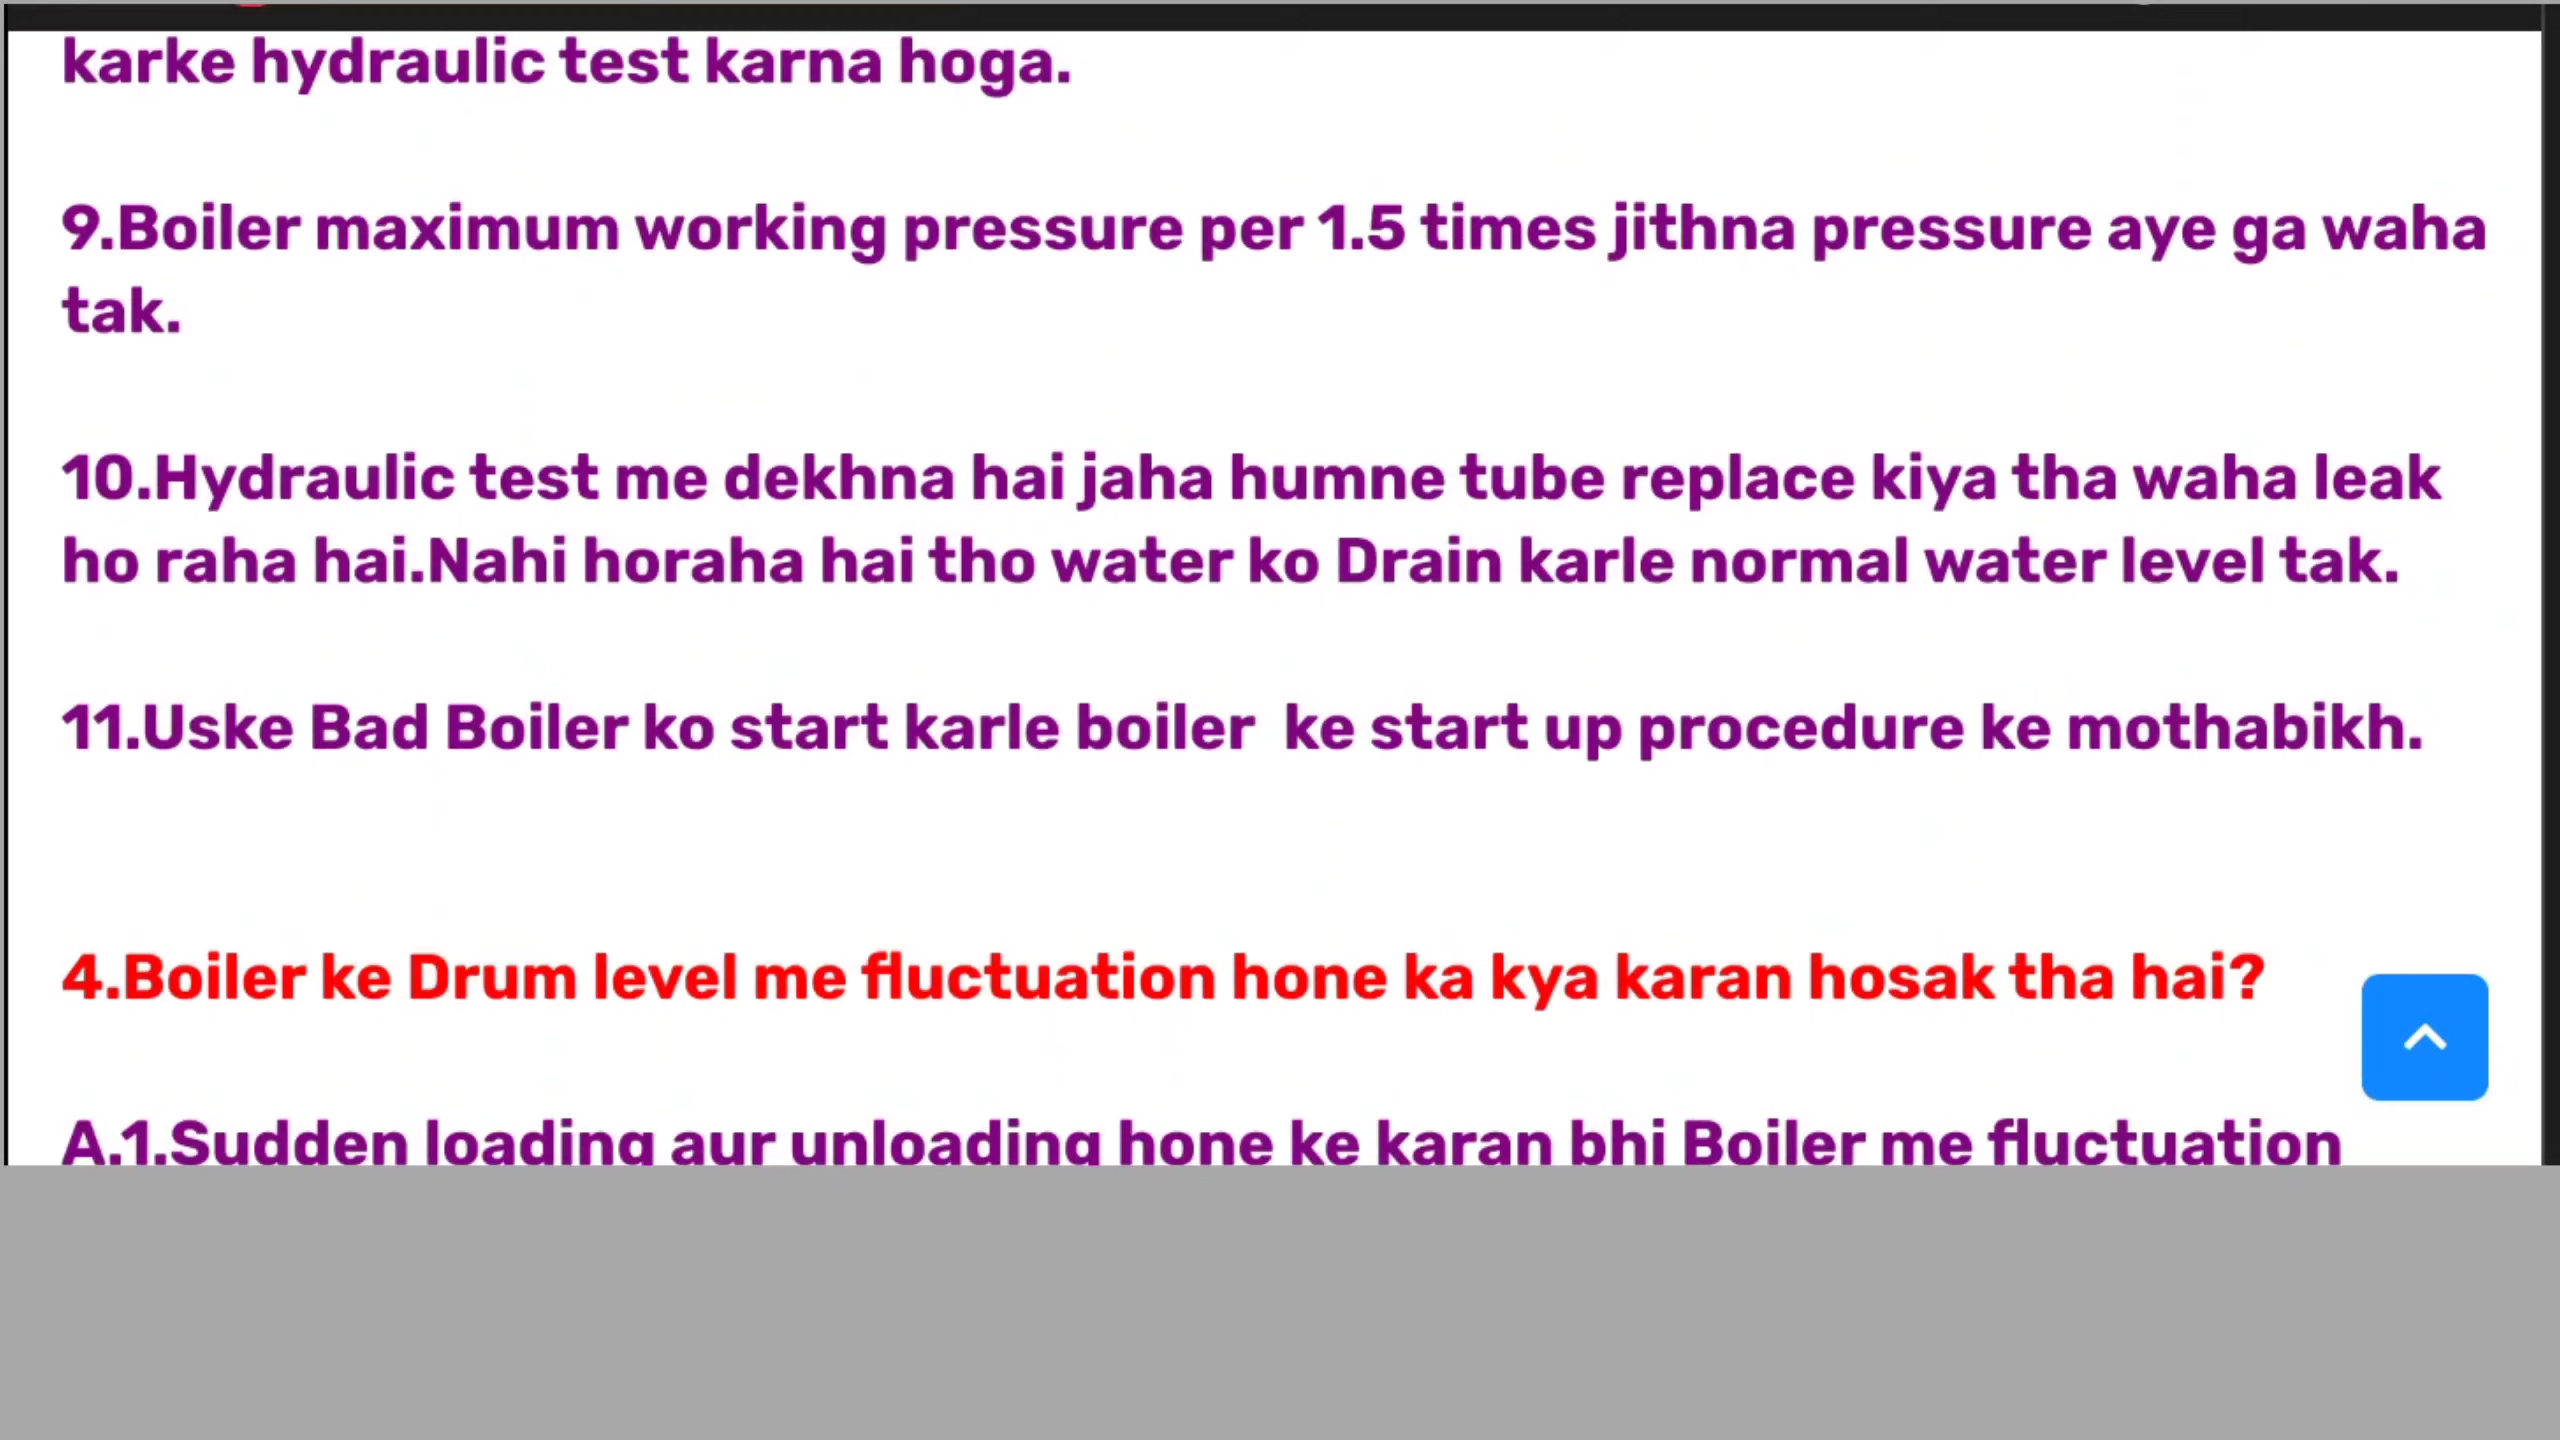 karke hydraulic test karna hoga.
9.Boiler maximum working pressure per 1.5 times jithna pressure aye ga waha
tak.
10.Hydraulic test me dekhna hai jaha humne tube replace kiya tha waha leak
ho raha hai.Nahi horaha hai tho water ko Drain karle normal water level tak.
11.Uske Bad Boiler ko start karle boiler  ke start up procedure ke mothabikh.
4.Boiler ke Drum level me fluctuation hone ka kya karan hosak tha hai?
A.1.Sudden loading aur unloading hone ke karan bhi Boiler me fluctuation